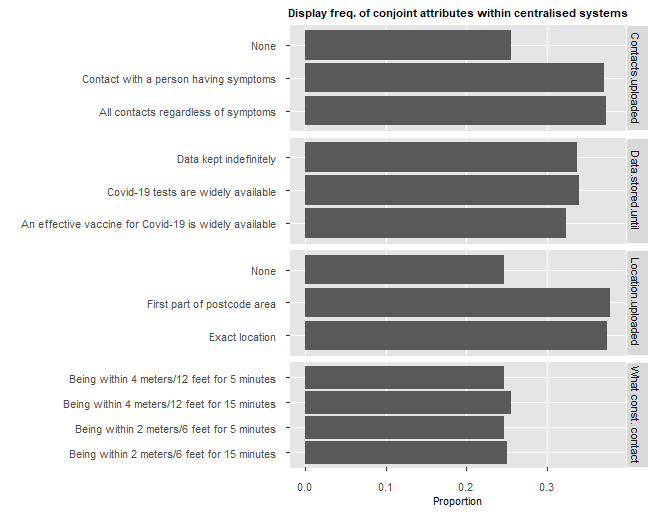 Display freq. of conjoint attributes within centralised systems
None
Contact with a person having symptoms
All contacts regardless of symptoms
Contacts.uploaded
Data kept indefinitely
Covid-19 tests are widely available
An effective vaccine for Covid-19 is widely available
Data.stored.until
None
First part of postcode area
Exact location
Location.uploaded
Being within 4 meters/12 feet for 5 minutes
Being within 4 meters/12 feet for 15 minutes
Being within 2 meters/6 feet for 5 minutes
Being within 2 meters/6 feet for 15 minutes
What const. contact
0.0 0.1 0.2 0.3
Proportion